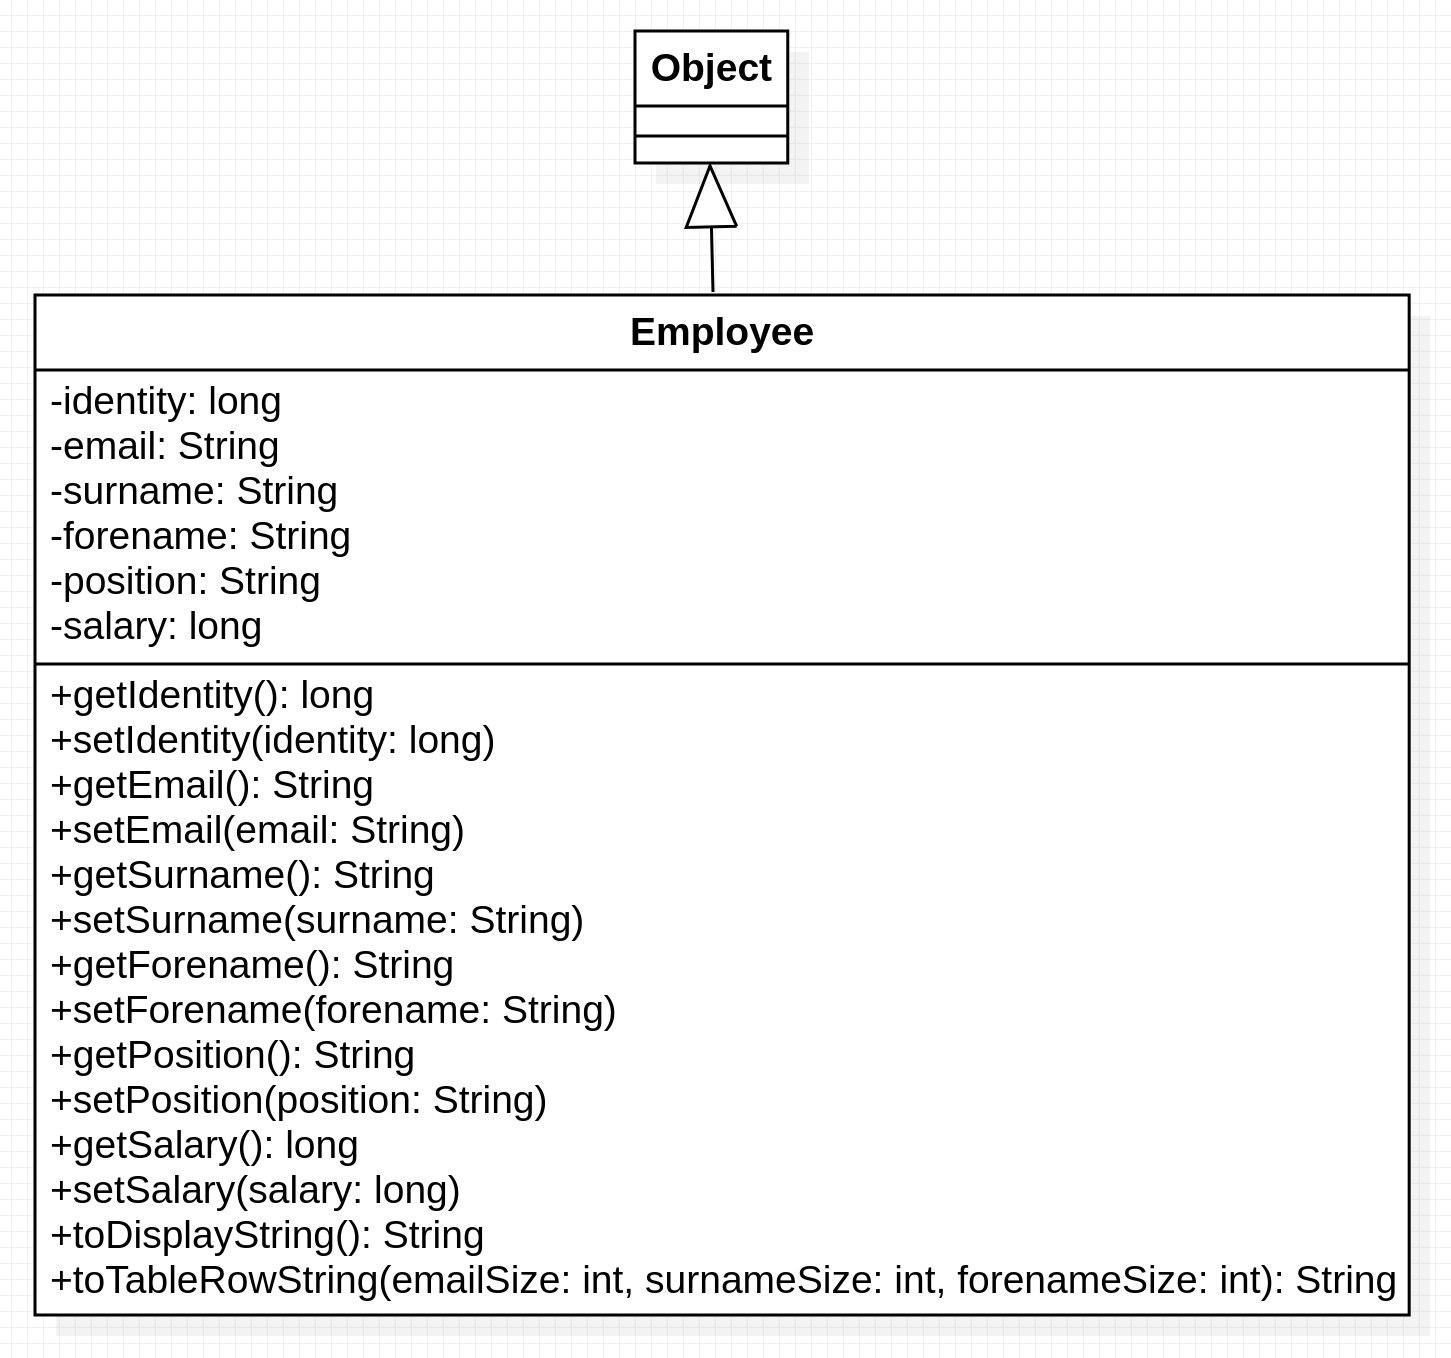 Object
Employee
-identity: long
-email: String
-surname: String
-forename: String
-position: String
-salary: long
+getIdentity(): long
+setIdentity(identity: long)
+getEmail(): String
+setEmail(email: String)
+getSurname(): String
+setSurname(surname: String)
+getForename(): String
+setForename(forename: String)
+getPosition(): String
+setPosition(position: String)
+getSalary(): long
+setSalary(salary: long)
+toDisplayString(): String
+toTableRowString(emailSize: int, surnameSize: int, forenameSize: int): String